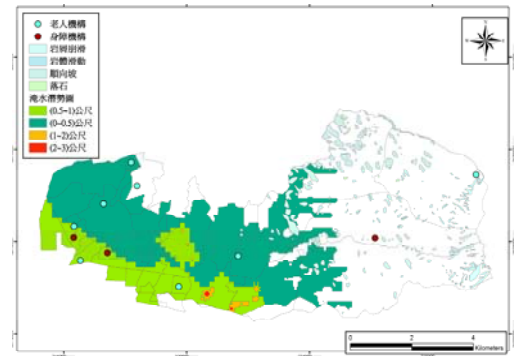 老人機構
身障機構
岩屑崩滑
岩體滑動
順向坡
落石
淹水潛勢圖
(0.5-1)公尺
(0-0.5)公尺
(1-2)公尺
(2-3)公尺
N
0 2 4
Kilometers